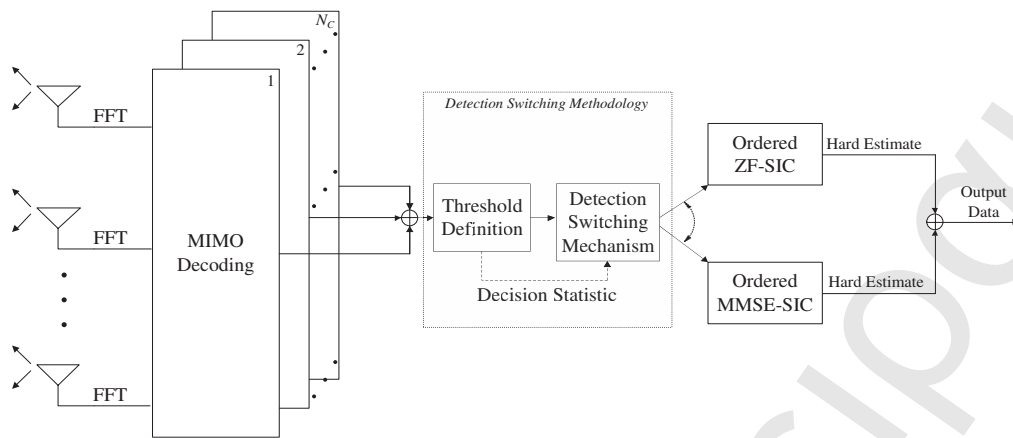 N_C
2
1
FFT
FFT
FFT
MIMO
Decoding
Detection Switching Methodology
Threshold
Definition
Detection
Switching
Mechanism
Decision Statistic
Ordered
ZF-SIC
Ordered
MMSE-SIC
Hard Estimate
Hard Estimate
Output
Data